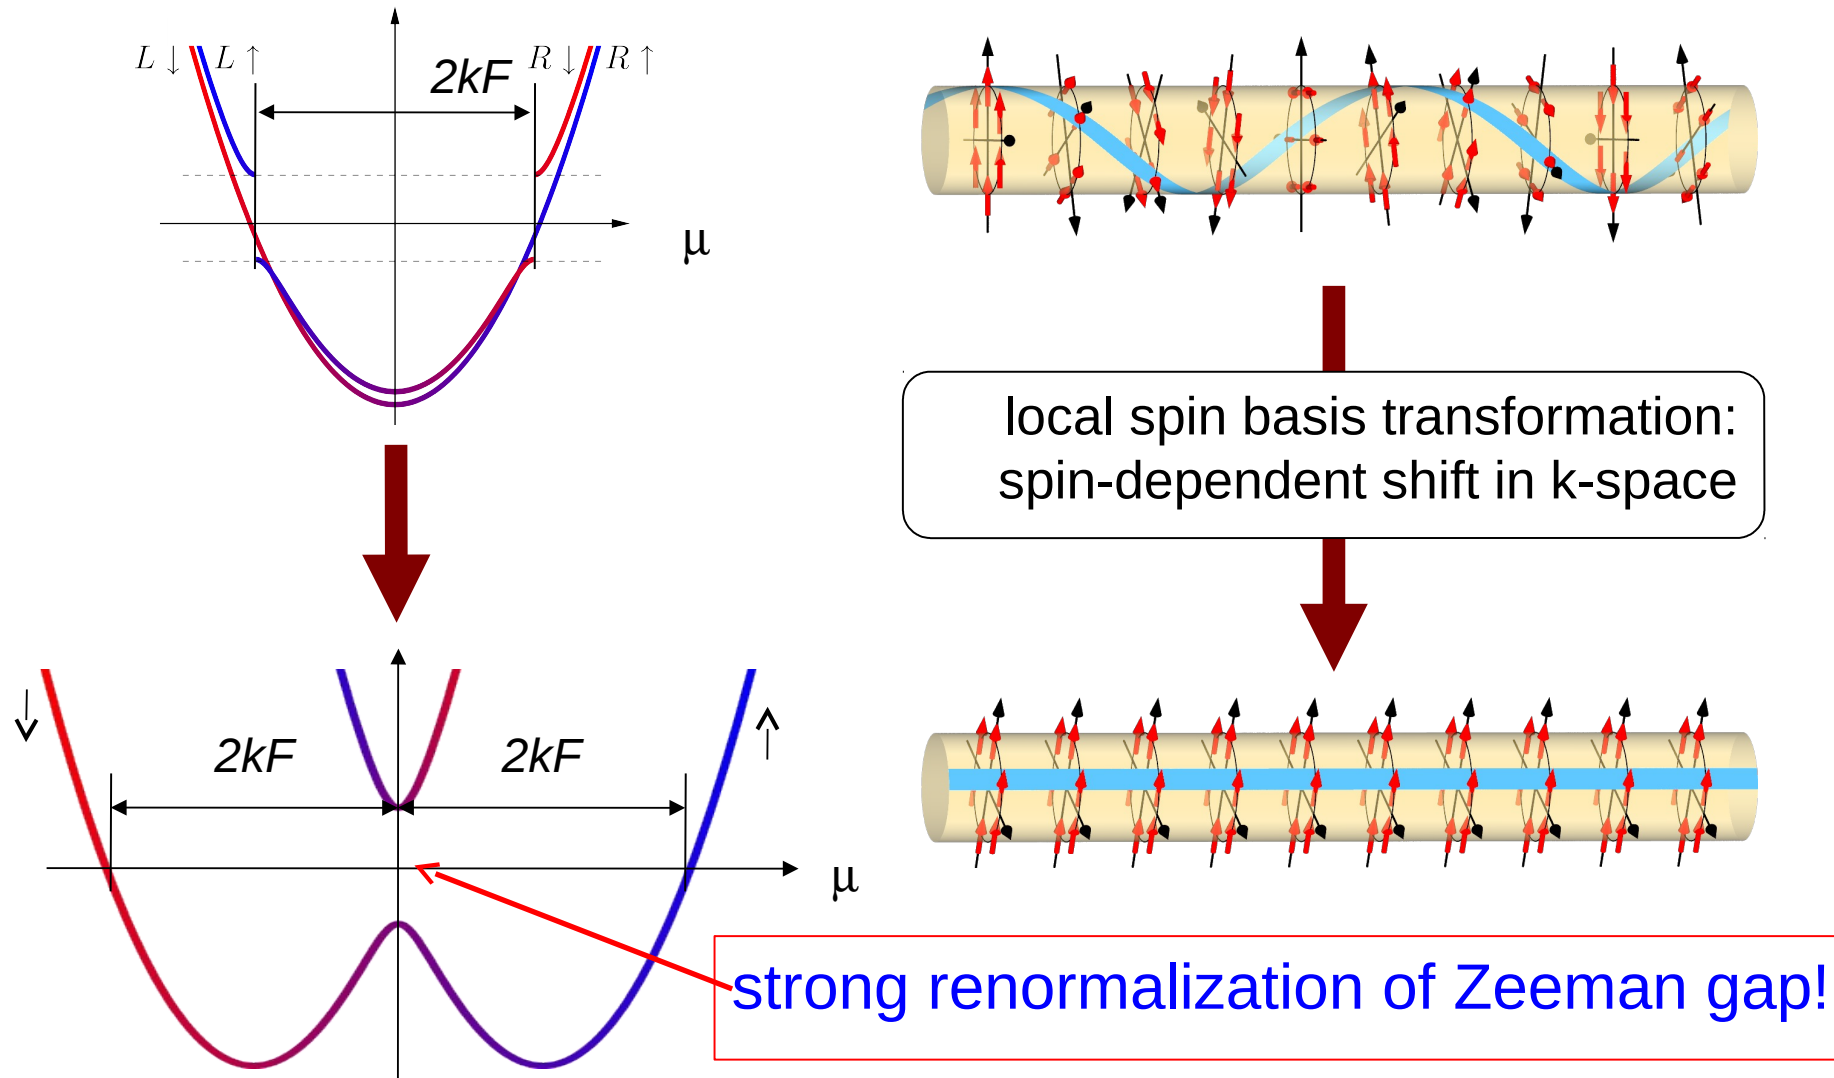 L ↓ L ↑ R ↓ R ↑
2kF
μ
local spin basis transformation:
spin-dependent shift in k-space
↓ ↑
2kF 2kF
μ
strong renormalization of Zeeman gap!